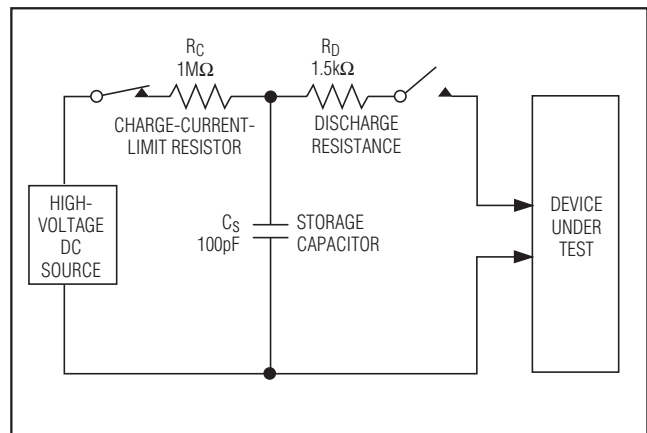 RC
1MΩ
CHARGE-CURRENT-
LIMIT RESISTOR
RD
1.5kΩ
DISCHARGE
RESISTANCE
HIGH-
VOLTAGE
DC
SOURCE
CS
100pF
STORAGE
CAPACITOR
DEVICE
UNDER
TEST